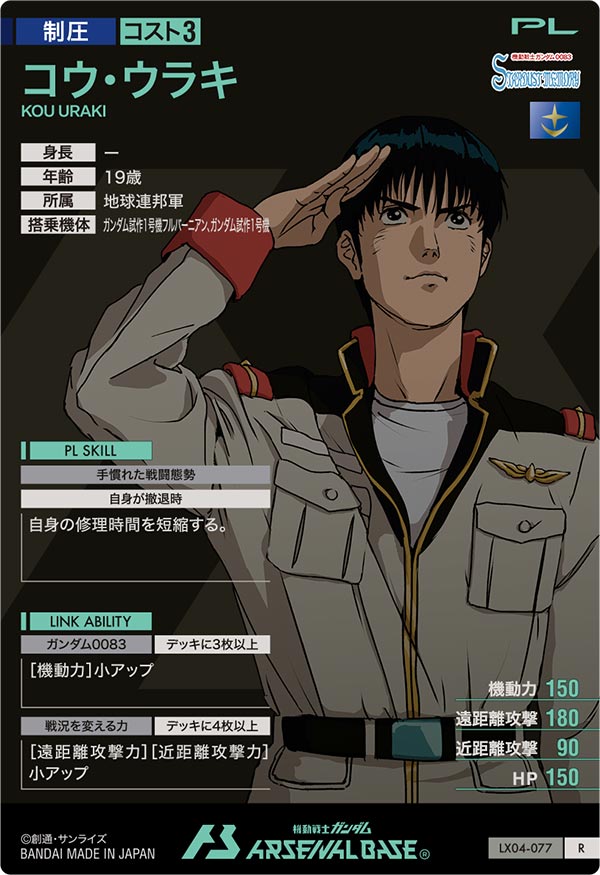 制圧 コスト3 PL
コウ・ウラキ
KOU URAKI
機動戦士ガンダム0083
STARDUST MEMORY
身長 ー
年齢 19歳
所属 地球連邦軍
搭乗機体 ガンダム試作1号機フルバーニアン、ガンダム試作1号機
PL SKILL
手慣れた戦闘態勢
自身が撤退時
自身の修理時間を短縮する。
LINK ABILITY
ガンダム0083 デッキに3枚以上
[機動力]小アップ
戦況を変える力 デッキに4枚以上
[遠距離攻撃力][近距離攻撃力]
小アップ
機動力 150
遠距離攻撃 180
近距離攻撃 90
HP 150
©創通・サンライズ
BANDAI MADE IN JAPAN
機動戦士ガンダム
ARSENAL BASE®
LX04-077 R